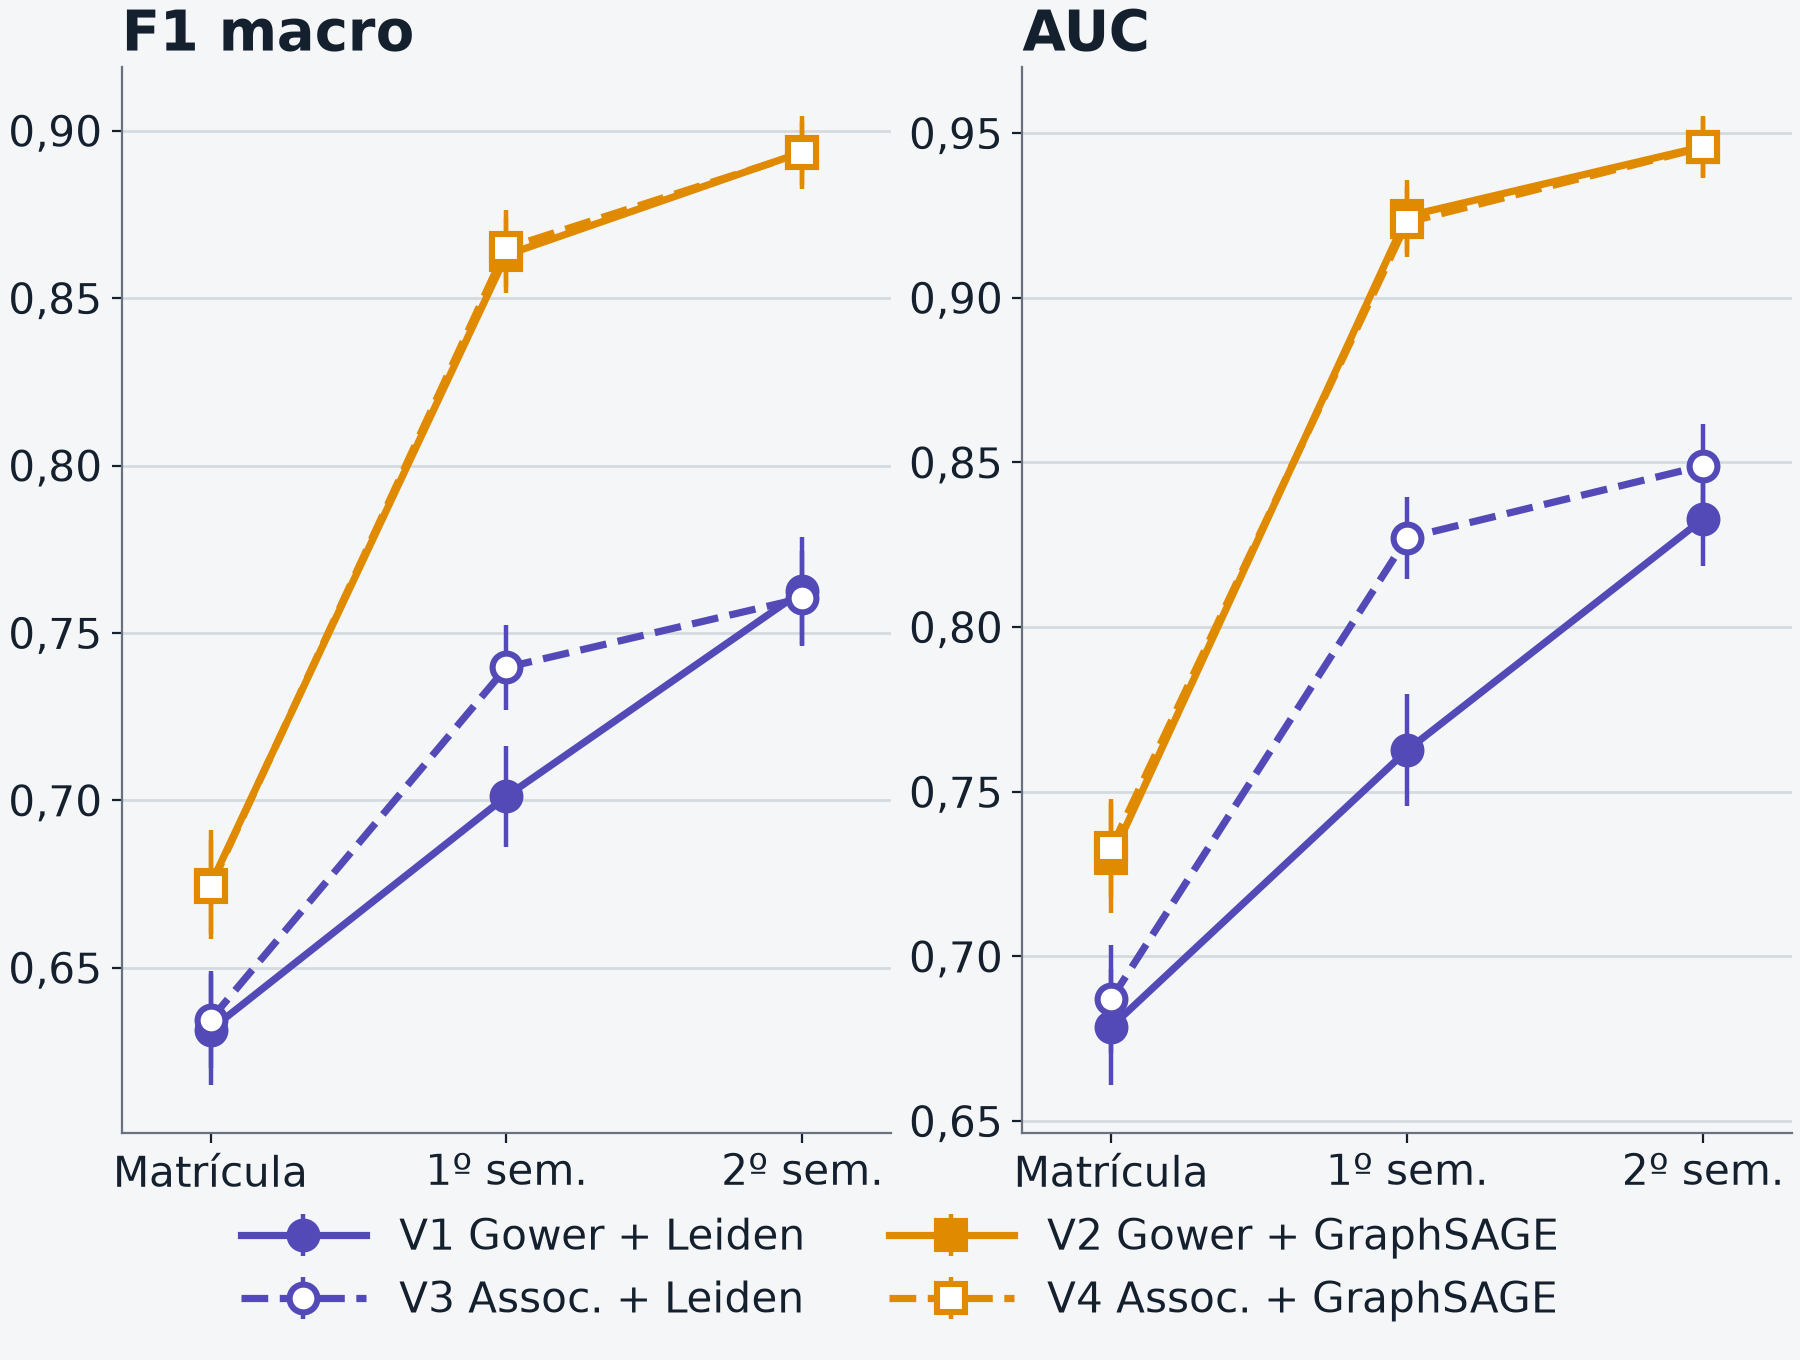 F1 macro
0,90
0,85
0,80
0,75
0,70
0,65
Matrícula
1º sem.
2º sem.
AUC
0,95
0,90
0,85
0,80
0,75
0,70
0,65
Matrícula
1º sem.
2º sem.
V1 Gower + Leiden
V3 Assoc. + Leiden
V2 Gower + GraphSAGE
V4 Assoc. + GraphSAGE